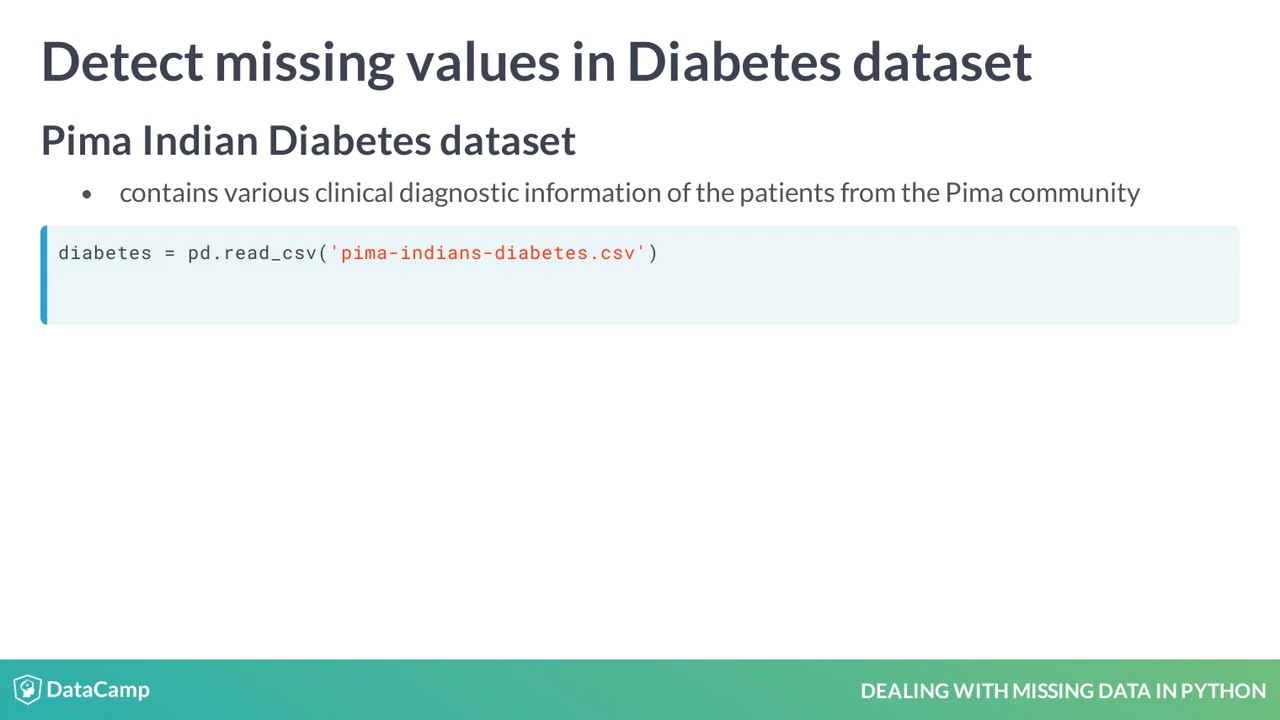 Detect missing values in Diabetes dataset
Pima Indian Diabetes dataset
• contains various clinical diagnostic information of the patients from the Pima community
diabetes = pd.read_csv('pima-indians-diabetes.csv')
DataCamp
DEALING WITH MISSING DATA IN PYTHON